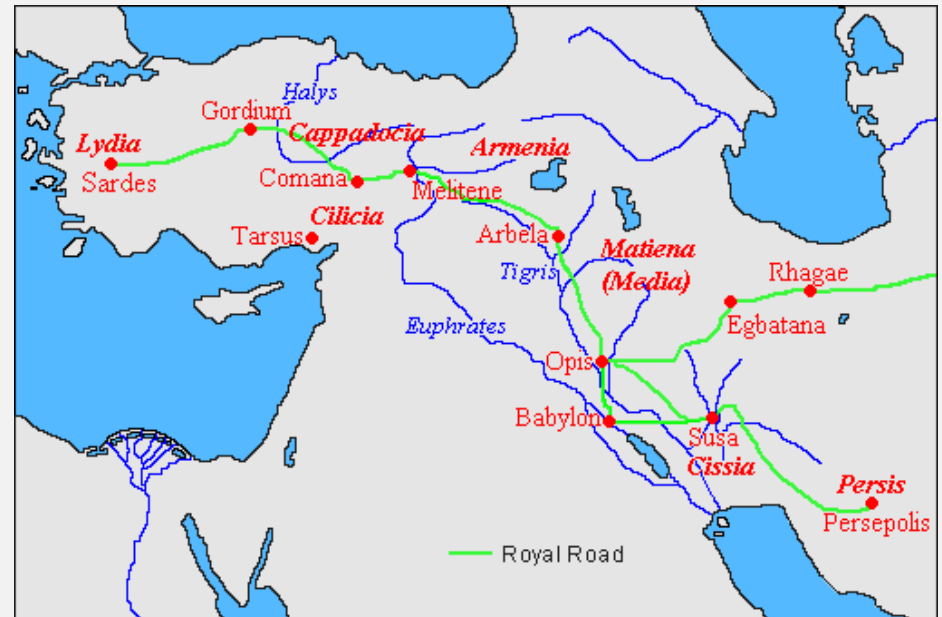 Halys
Gordium
Cappadocia
Lydia
Armenia
Sardes
Comana
Melitene
Cilicia
Tarsus
Arbela
Matiena
(Media)
Tigris
Rhagae
Egbatana
Euphrates
Opis
Babylon
Susa
Cissia
Persis
Persepolis
Royal Road